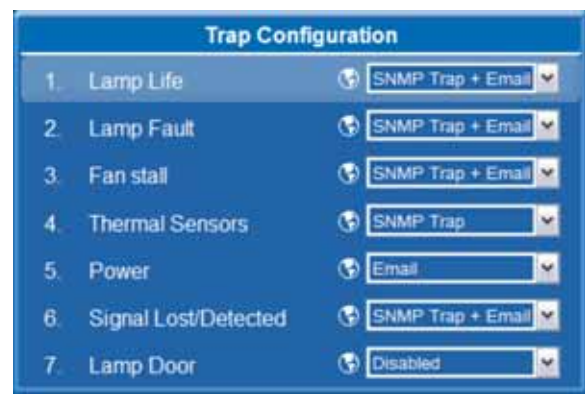 Trap Configuration
1. Lamp Life SNMP Trap + Email
2. Lamp Fault SNMP Trap + Email
3. Fan stall SNMP Trap + Email
4. Thermal Sensors SNMP Trap
5. Power Email
6. Signal Lost/Detected SNMP Trap + Email
7. Lamp Door Disabled